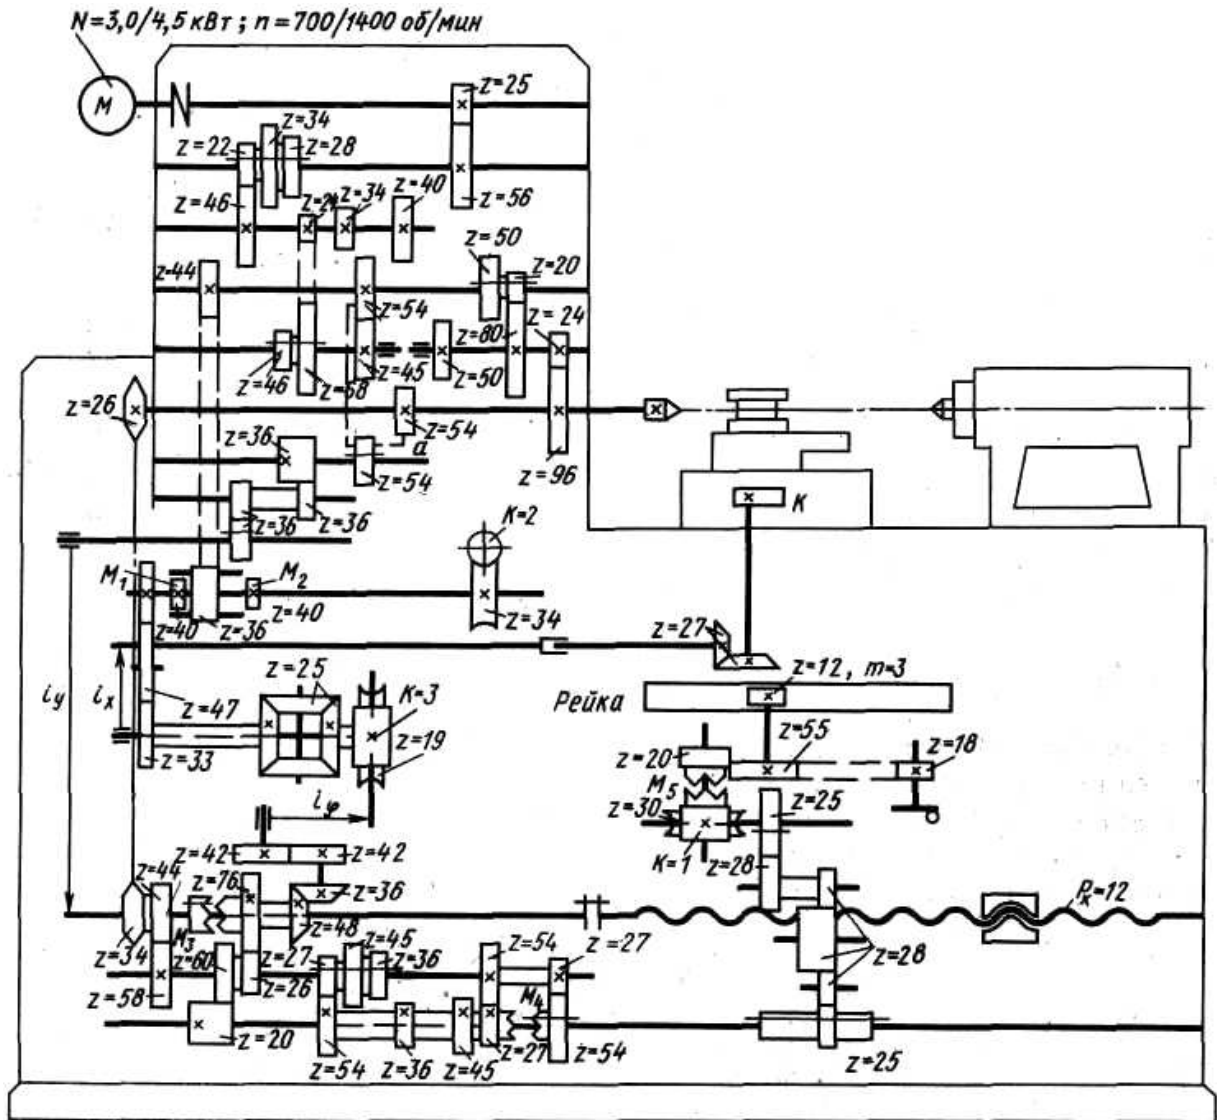 N=3,0/4,5 кВт; n=700/1400 об/мин
M
z=25
z=34
z=22
z=28
z=40
z=34
z=21
z=46
z=56
z=50
z=20
z=44
z=54
z=80
z=24
z=46
z=68
z=45
z=50
z=26
z=36
z=54
a
z=54
z=96
K
z=36
z=36
K=2
M₁
M₂
z=40
z=40
z=36
z=34
z=27
z=25
z=12, m=3
iy
ix
Рейка
z=47
K=3
z=19
z=55
z=18
z=20
z=33
M₅
z=30
z=25
iφ
K=1
z=28
z=42
z=42
z=44
z=76
z=36
Pₓ=12
z=48
M₃
z=34
z=60
z=45
z=54
z=27
z=27
z=36
z=28
z=58
z=26
M₄
z=20
z=27
z=54
z=54
z=36
z=45
z=25